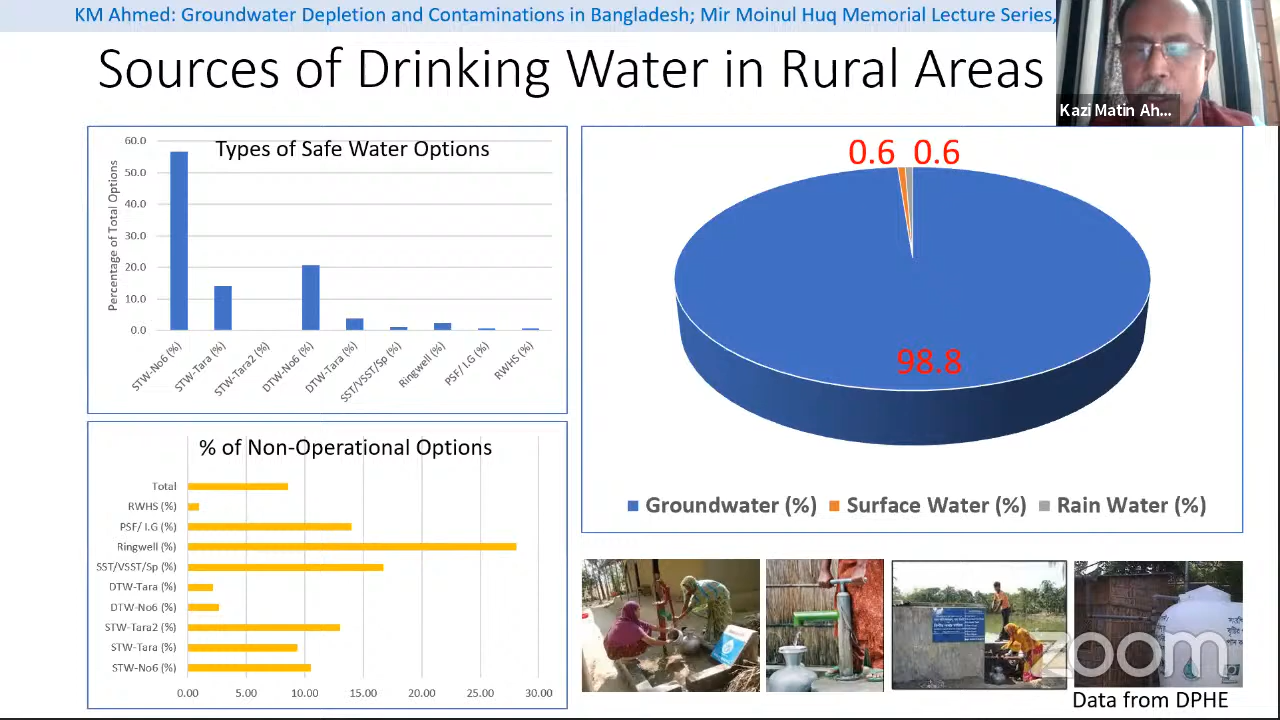 KM Ahmed: Groundwater Depletion and Contaminations in Bangladesh; Mir Moinul Huq Memorial Lecture Series,
Sources of Drinking Water in Rural Areas
Kazi Matin Ah...
Types of Safe Water Options
Percentage of Total Options
60.0
50.0
40.0
30.0
20.0
10.0
0.0
STW-No6 (%)
STW-Tara (%)
STW-Tara2 (%)
DTW-No6 (%)
DTW-Tara (%)
SST/VSST/Sp (%)
Ringwell (%)
PSF/ I.G (%)
RWHS (%)
0.6 0.6
98.8
Groundwater (%) Surface Water (%) Rain Water (%)
% of Non-Operational Options
Total
RWHS (%)
PSF/ I.G (%)
Ringwell (%)
SST/VSST/Sp (%)
DTW-Tara (%)
DTW-No6 (%)
STW-Tara2 (%)
STW-Tara (%)
STW-No6 (%)
0.00 5.00 10.00 15.00 20.00 25.00 30.00
zoom
Data from DPHE